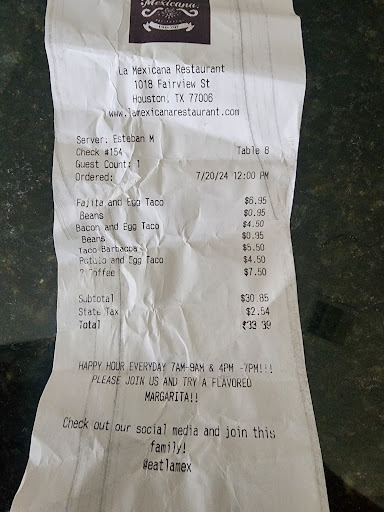 Mexicana
La Mexicana Restaurant
1018 Fairview St
Houston, TX 77006
www.lamexicanarestaurant.com
Server: Esteban M
Check #154 Table 8
Guest Count: 1
Ordered: 7/20/24 12:00 PM
Fajita and Egg Taco $6.95
Beans $0.95
Bacon and Egg Taco $4.50
Beans $0.95
Taco Barbacoa $5.50
Potato and Egg Taco $4.50
2 Coffee $7.50
Subtotal $30.85
State Tax $2.54
Total $33.39
HAPPY HOUR EVERYDAY 7AM-9AM & 4PM -7PM!!!
PLEASE JOIN US AND TRY A FLAVORED
MARGARITA!!
Check out our social media and join this
family!
@eatlamex